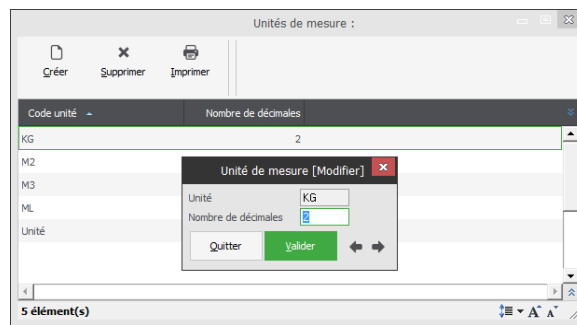 Unités de mesure :
Créer Supprimer Imprimer
Code unité Nombre de décimales
KG 2
M2
M3
ML
Unité
Unité de mesure [Modifier]
Unité KG
Nombre de décimales 2
Quitter Valider
5 élément(s)
A A